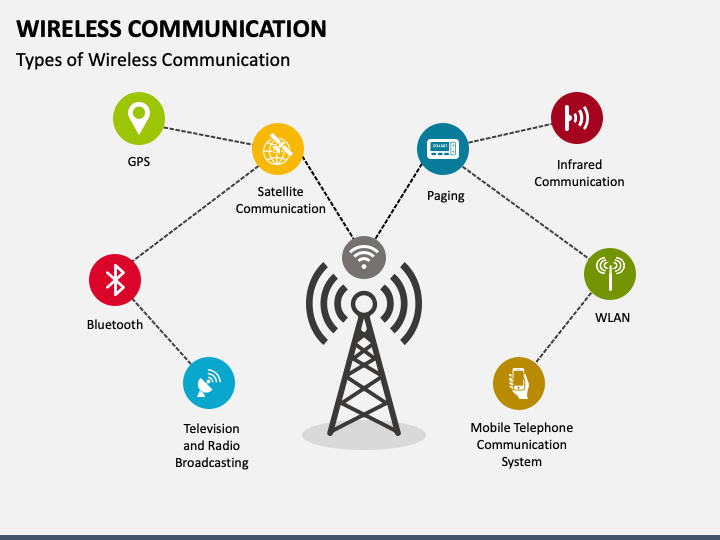 WIRELESS COMMUNICATION
Types of Wireless Communication
GPS
Satellite
Communication
Paging
Infrared
Communication
Bluetooth
WLAN
Television
and Radio
Broadcasting
Mobile Telephone
Communication
System